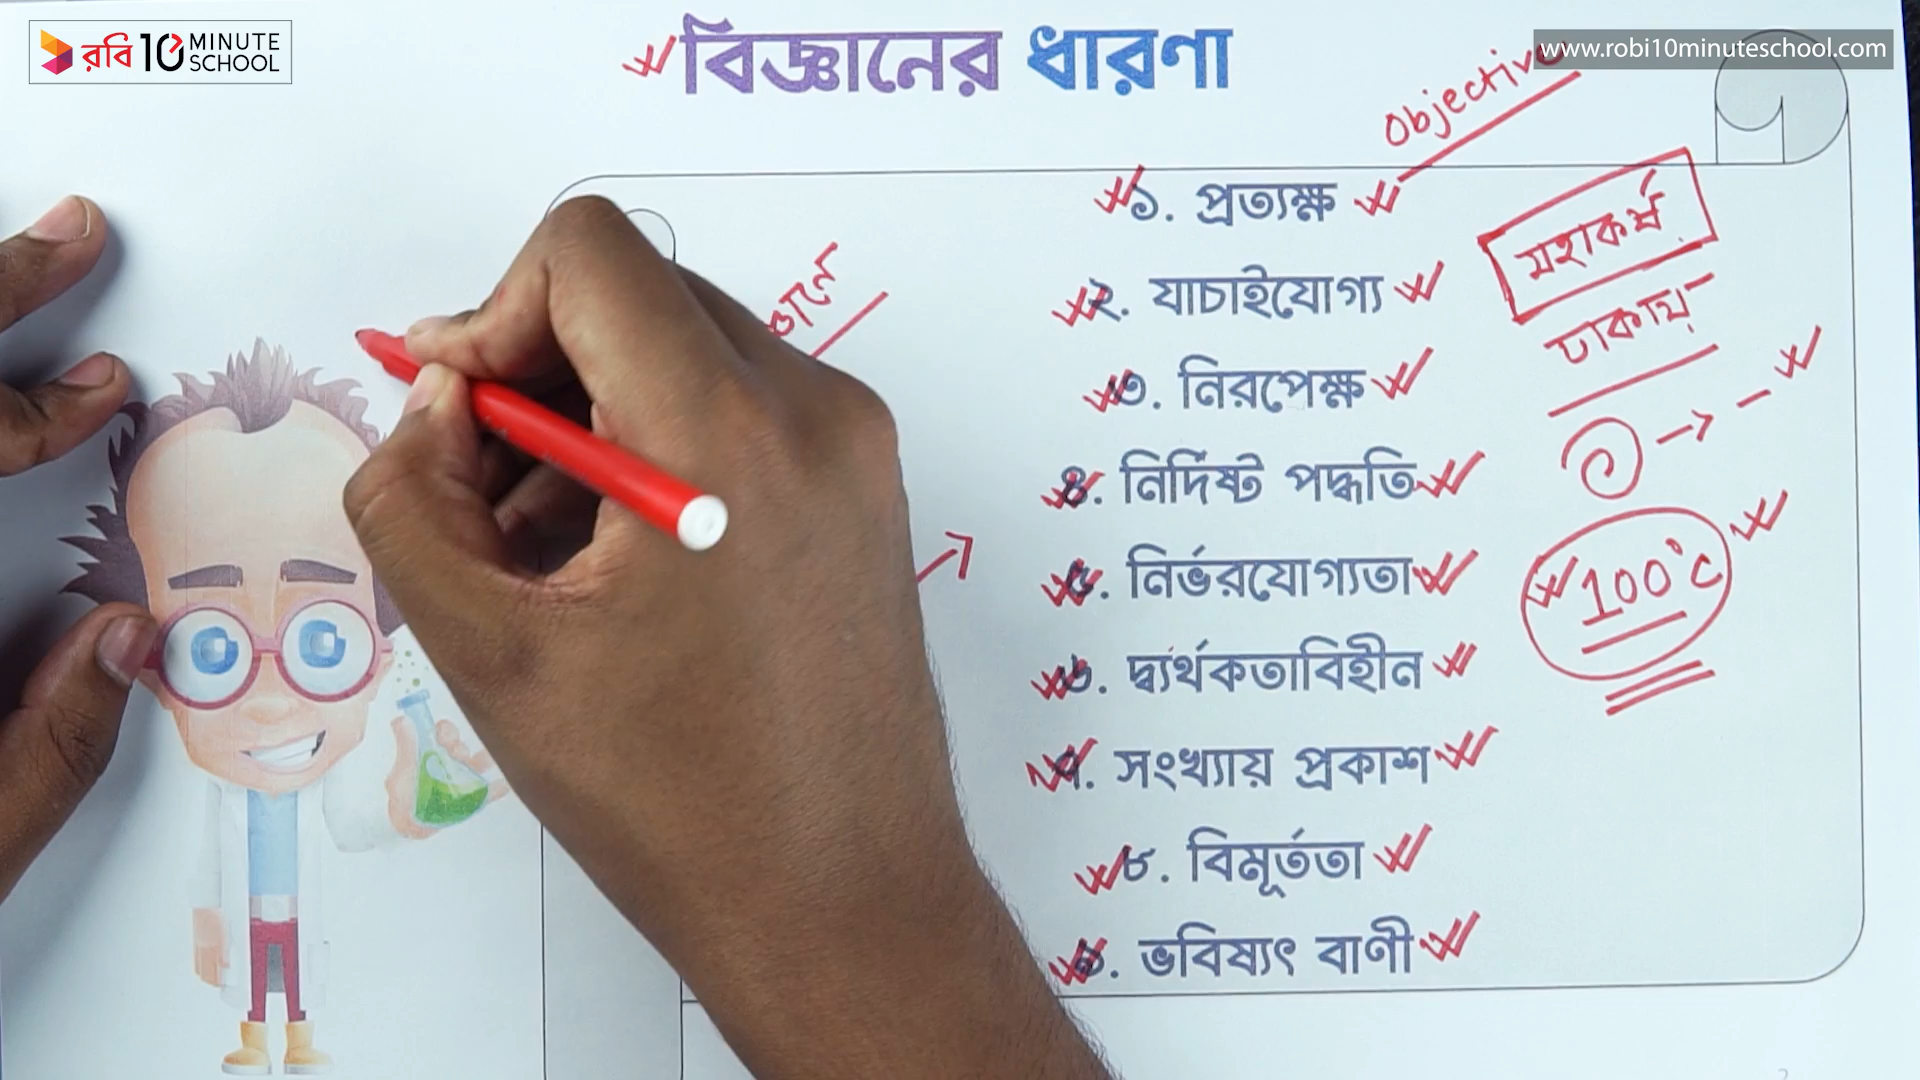 রবি 10 MINUTE SCHOOL
www.robi10minuteschool.com
বিজ্ঞানের ধারণা
Objective
১. প্রত্যক্ষ
২. যাচাইযোগ্য
৩. নিরপেক্ষ
৪. নির্দিষ্ট পদ্ধতি
৫. নির্ভরযোগ্যতা
৬. দ্ব্যর্থকতাবিহীন
৭. সংখ্যায় প্রকাশ
৮. বিমূর্ততা
৯. ভবিষ্যৎ বাণী
মহাকর্ষ
ঢাকায়
100°C
2